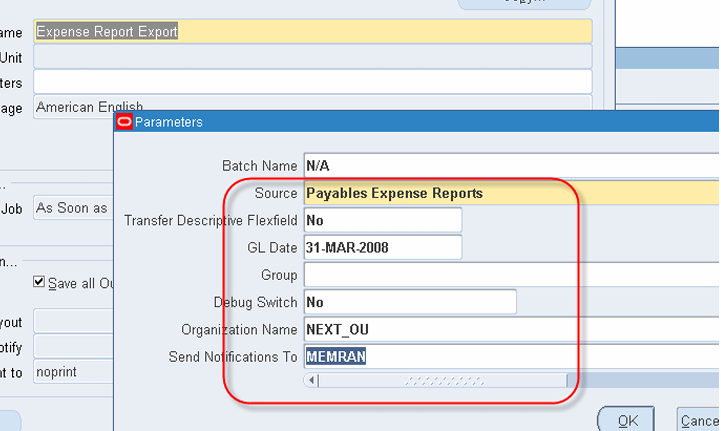 ame Expense Report Export
Unit
ters
age American English
Parameters
Batch Name N/A
Source Payables Expense Reports
Job As Soon as
Transfer Descriptive Flexfield No
GL Date 31-MAR-2008
n...
Group
Save all Ou
Debug Switch No
yout
Organization Name NEXT_OU
otify
Send Notifications To MEMRAN
nt to noprint
OK Cance